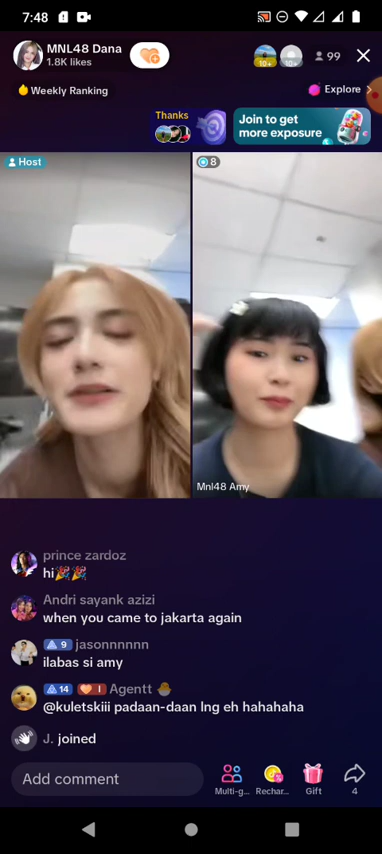 7:48
MNL48 Dana
1.8K likes
10+
10+
99
Weekly Ranking
Explore
Thanks
Join to get
more exposure
Host
8
Mnl48 Amy
prince zardoz
hi🎉🎉
Andri sayank azizi
when you came to jakarta again
9 jasonnnnnn
ilabas si amy
14 I Agentt 🐣
@kuletskiii padaan-daan lng eh hahahaha
J. joined
Add comment
Multi-g...
Rechar...
Gift
4